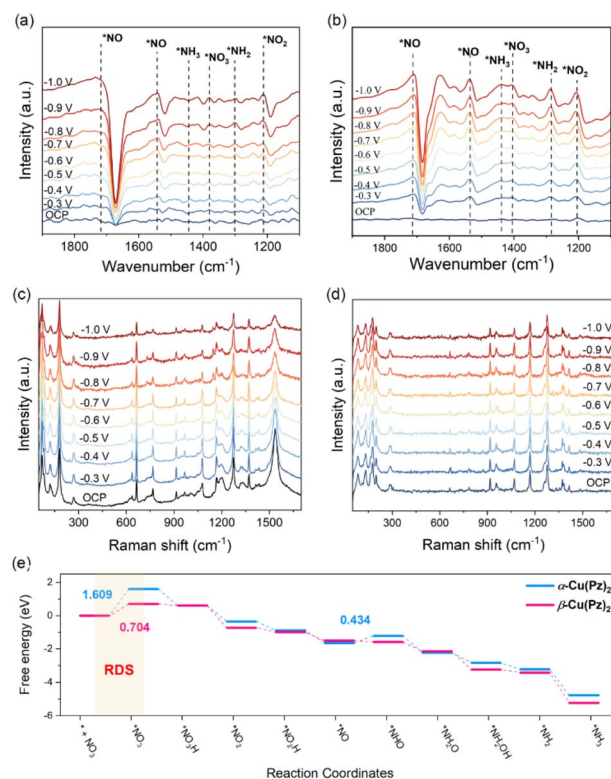 (a)
*NO
*NO
*NH₃
*NO₃
*NH₂
*NO₂
-1.0 V
-0.9 V
-0.8 V
-0.7 V
-0.6 V
-0.5 V
-0.4 V
-0.3 V
OCP
Intensity (a.u.)
1800
1600
1400
1200
Wavenumber (cm⁻¹)
(b)
*NO
*NO
*NH₃
*NO₃
*NH₂
*NO₂
-1.0 V
-0.9 V
-0.8 V
-0.7 V
-0.6 V
-0.5 V
-0.4 V
-0.3 V
OCP
Intensity (a.u.)
1800
1600
1400
1200
Wavenumber (cm⁻¹)
(c)
-1.0 V
-0.9 V
-0.8 V
-0.7 V
-0.6 V
-0.5 V
-0.4 V
-0.3 V
OCP
Intensity (a.u.)
300
600
900
1200
1500
Raman shift (cm⁻¹)
(d)
-1.0 V
-0.9 V
-0.8 V
-0.7 V
-0.6 V
-0.5 V
-0.4 V
-0.3 V
OCP
Intensity (a.u.)
300
600
900
1200
1500
Raman shift (cm⁻¹)
(e)
2
0
-2
-4
-6
Free energy (eV)
1.609
0.704
RDS
0.434
α-Cu(Pz)₂
β-Cu(Pz)₂
* + NO₃
*NO₃
*NO₃H
*NO₂
*NO₂H
*NO
*NHO
*NH₂O
*NH₂OH
*NH₂
*NH₃
Reaction Coordinates